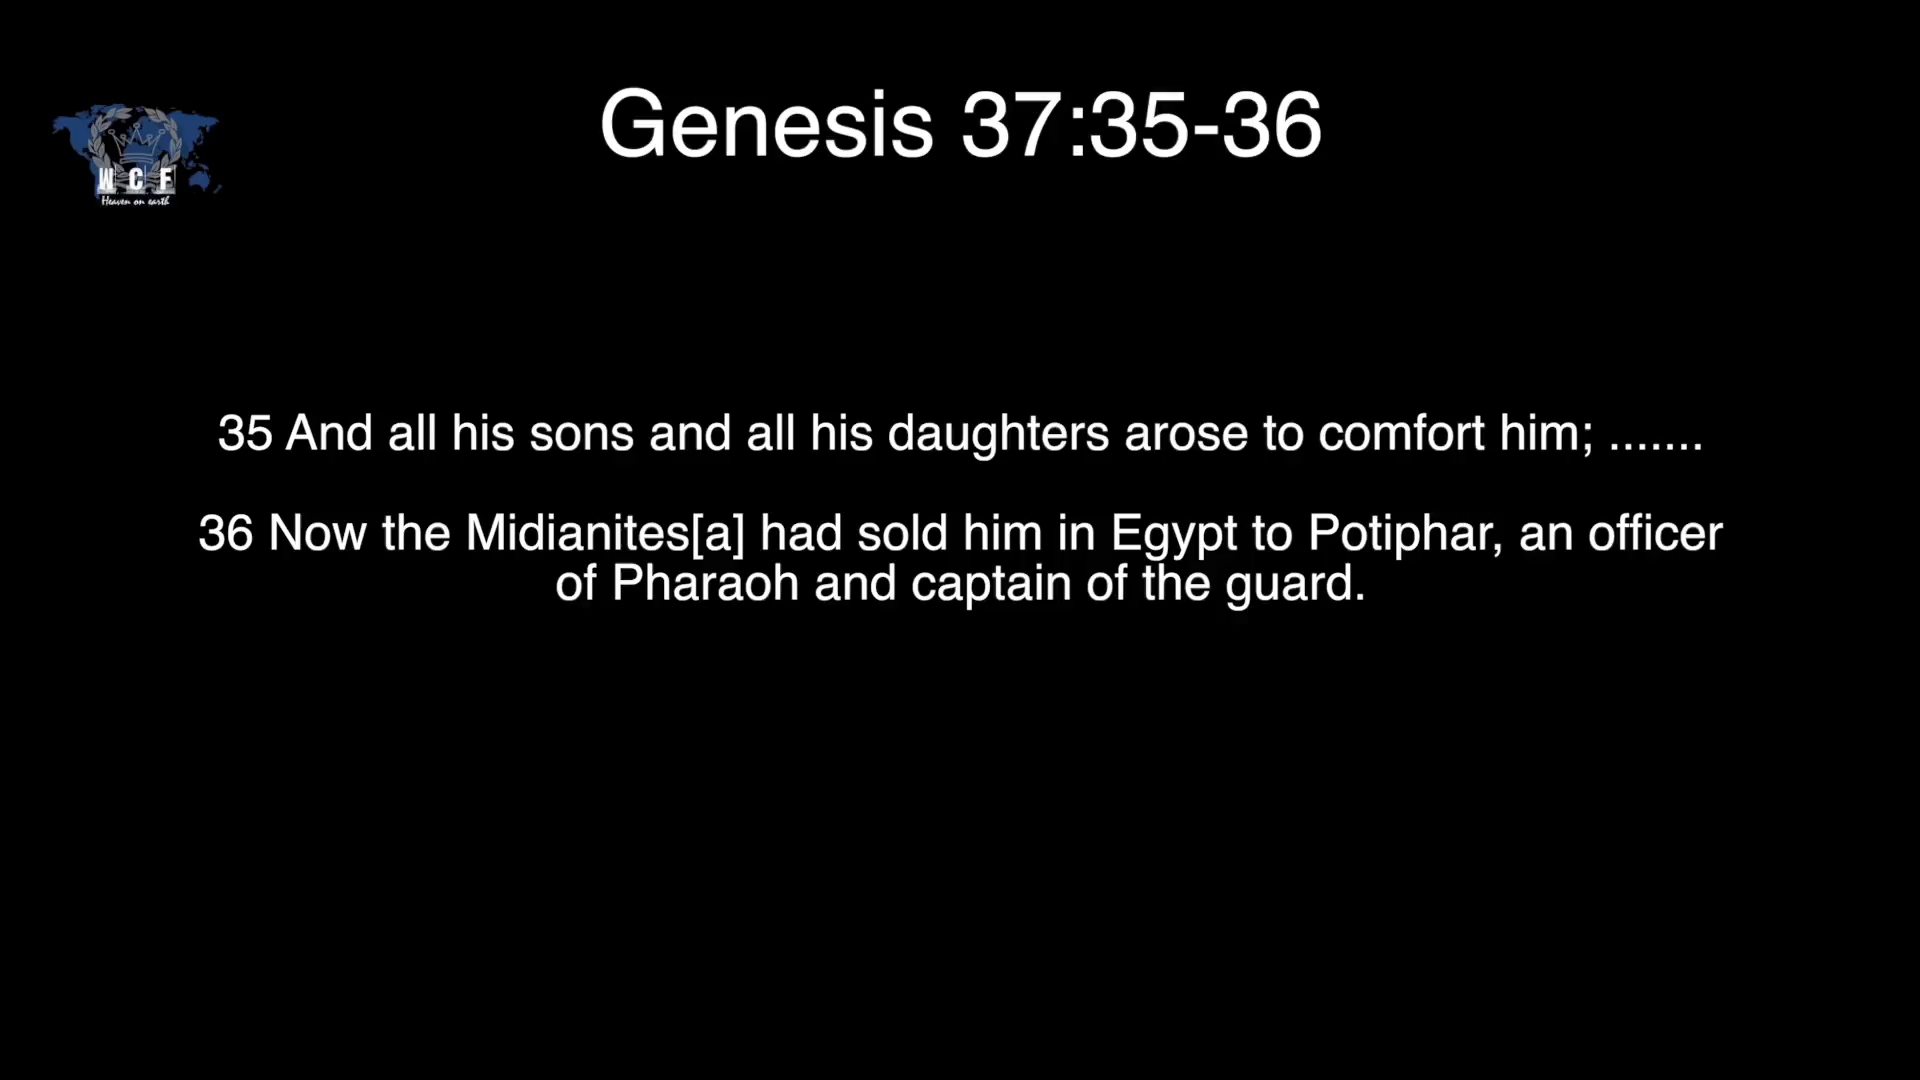 Genesis 37:35-36
W C F
Heaven on earth
35 And all his sons and all his daughters arose to comfort him; .......
36 Now the Midianites[a] had sold him in Egypt to Potiphar, an officer
of Pharaoh and captain of the guard.